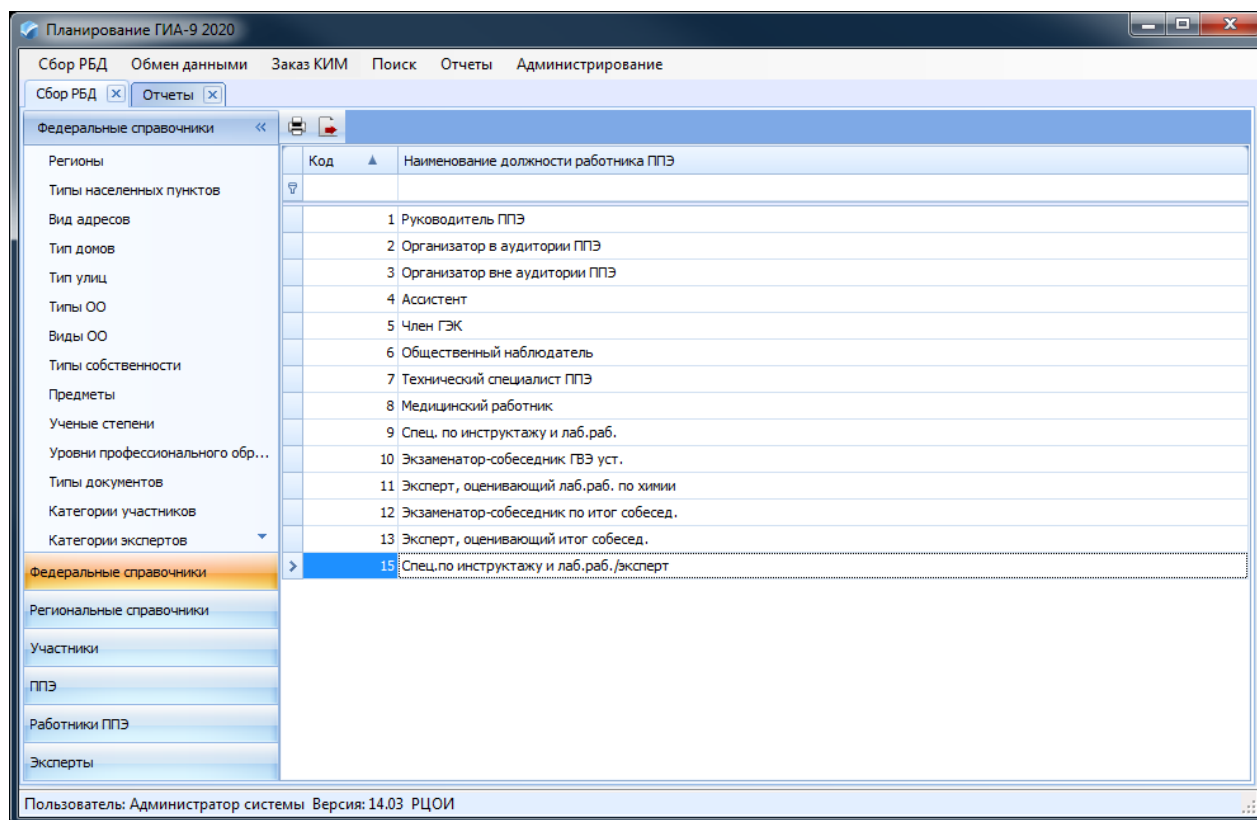 Планирование ГИА-9 2020
Сбор РБД Обмен данными Заказ КИМ Поиск Отчеты Администрирование
Сбор РБД Отчеты
Федеральные справочники
Регионы
Типы населенных пунктов
Вид адресов
Тип домов
Тип улиц
Типы ОО
Виды ОО
Типы собственности
Предметы
Ученые степени
Уровни профессионального обр...
Типы документов
Категории участников
Категории экспертов
Федеральные справочники
Региональные справочники
Участники
ППЭ
Работники ППЭ
Эксперты
Код Наименование должности работника ППЭ
1 Руководитель ППЭ
2 Организатор в аудитории ППЭ
3 Организатор вне аудитории ППЭ
4 Ассистент
5 Член ГЭК
6 Общественный наблюдатель
7 Технический специалист ППЭ
8 Медицинский работник
9 Спец. по инструктажу и лаб.раб.
10 Экзаменатор-собеседник ГВЭ уст.
11 Эксперт, оценивающий лаб.раб. по химии
12 Экзаменатор-собеседник по итог собесед.
13 Эксперт, оценивающий итог собесед.
15 Спец.по инструктажу и лаб.раб./эксперт
Пользователь: Администратор системы Версия: 14.03 РЦОИ